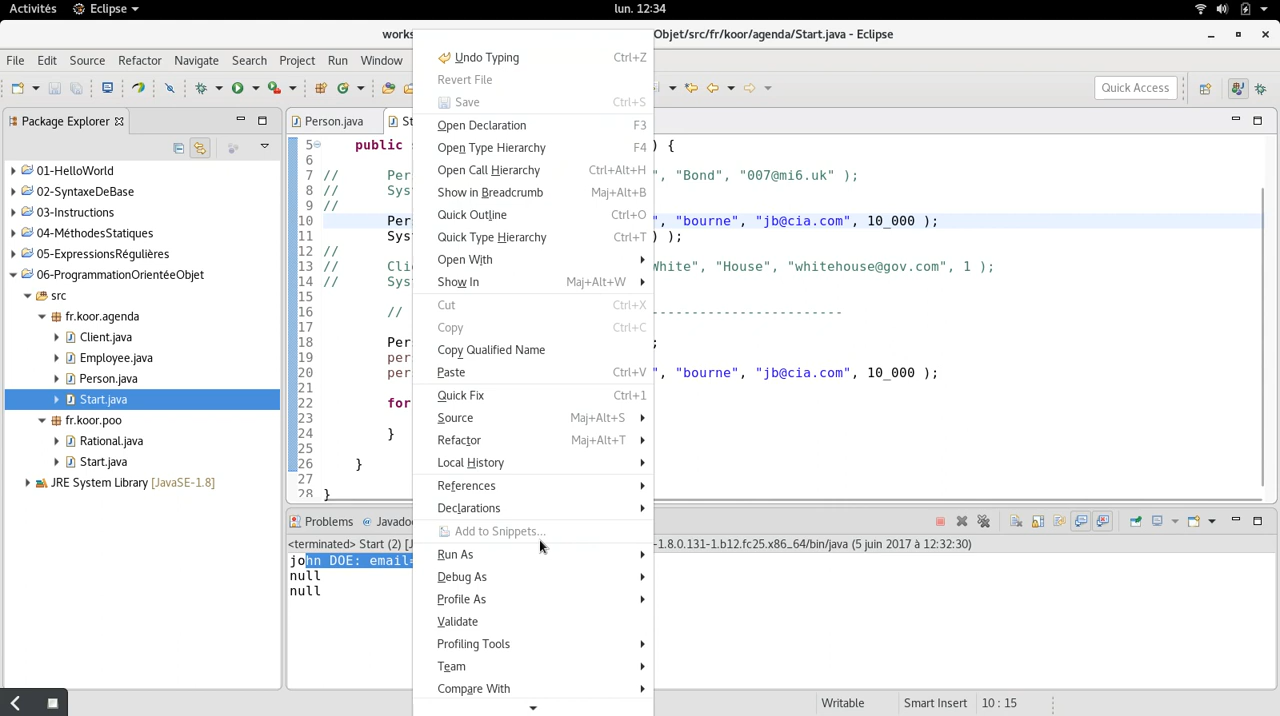 Activités Eclipse lun. 12:34
works Objet/src/fr/koor/agenda/Start.java - Eclipse
File Edit Source Refactor Navigate Search Project Run Window
Quick Access
Package Explorer
01-HelloWorld
02-SyntaxeDeBase
03-Instructions
04-MéthodesStatiques
05-ExpressionsRégulières
06-ProgrammationOrientéeObjet
src
fr.koor.agenda
Client.java
Employee.java
Person.java
Start.java
fr.koor.poo
Rational.java
Start.java
JRE System Library [JavaSE-1.8]
Person.java St
5 public s ) {
6
7 // Per ", "Bond", "007@mi6.uk" );
8 // Sys
9 //
10 Per ", "bourne", "jb@cia.com", 10_000 );
11 Sys ) );
12 //
13 // Cli White", "House", "whitehouse@gov.com", 1 );
14 // Sys
15
16 // ------------------------
17
18 Per ;
19 per
20 per ", "bourne", "jb@cia.com", 10_000 );
21
22 for
23
24 }
25
26 }
27
28 }
Undo Typing Ctrl+Z
Revert File
Save Ctrl+S
Open Declaration F3
Open Type Hierarchy F4
Open Call Hierarchy Ctrl+Alt+H
Show in Breadcrumb Maj+Alt+B
Quick Outline Ctrl+O
Quick Type Hierarchy Ctrl+T
Open With
Show In Maj+Alt+W
Cut Ctrl+X
Copy Ctrl+C
Copy Qualified Name
Paste Ctrl+V
Quick Fix Ctrl+1
Source Maj+Alt+S
Refactor Maj+Alt+T
Local History
References
Declarations
Add to Snippets...
Run As
Debug As
Profile As
Validate
Profiling Tools
Team
Compare With
Problems @ Javadoc
<terminated> Start (2) [J -1.8.0.131-1.b12.fc25.x86_64/bin/java (5 juin 2017 à 12:32:30)
john DOE: email=
null
null
Writable Smart Insert 10 : 15